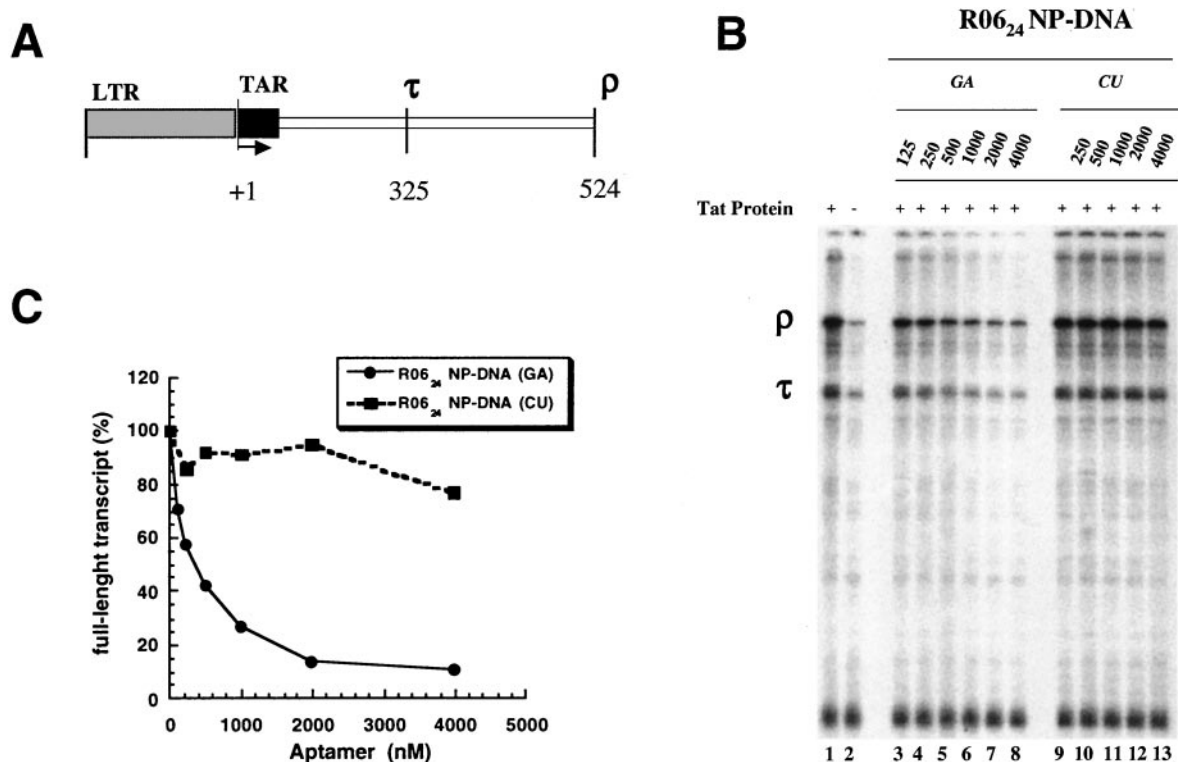 A
LTR
TAR
τ
ρ
+1
325
524
B
R06₂₄ NP-DNA
GA
CU
125 250 500 1000 2000 4000
250 500 1000 2000 4000
Tat Protein
+ - + + + + + + + + + + +
ρ
τ
1 2 3 4 5 6 7 8 9 10 11 12 13
C
R06₂₄ NP-DNA (GA)
R06₂₄ NP-DNA (CU)
full-lenght transcript (%)
120
100
80
60
40
20
0
0 1000 2000 3000 4000 5000
Aptamer (nM)